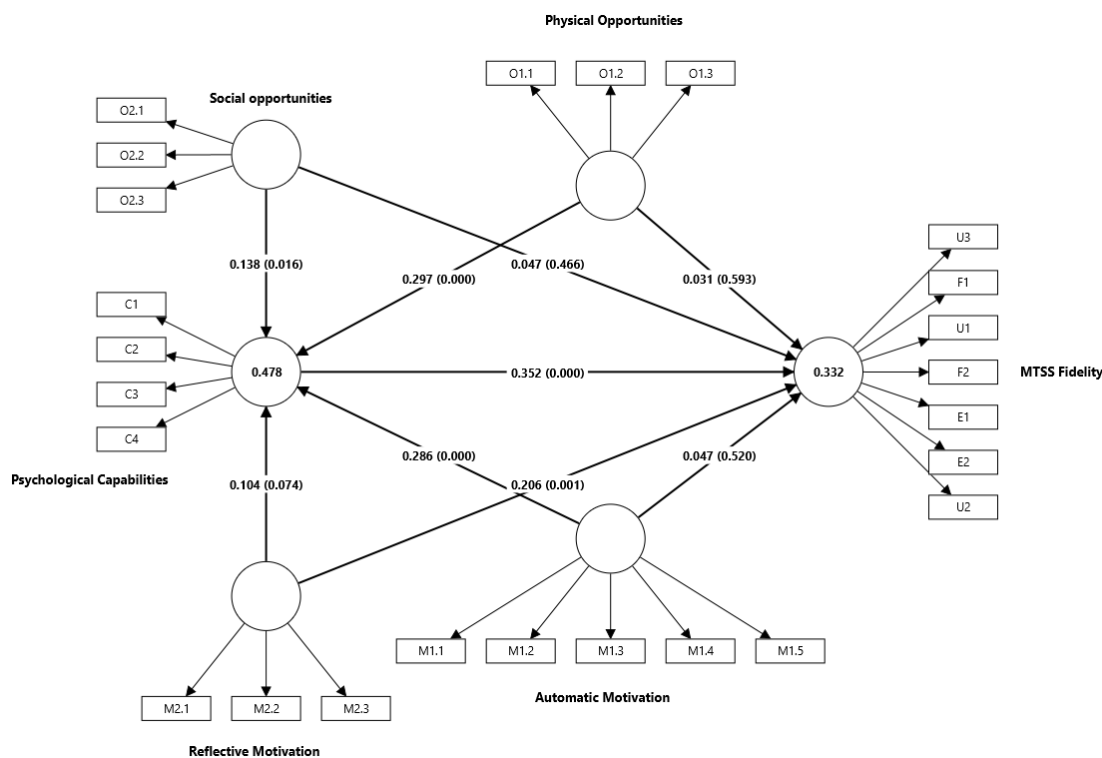 Physical Opportunities
O1.1
O1.2
O1.3
Social opportunities
O2.1
O2.2
O2.3
U3
F1
U1
F2
E1
E2
U2
MTSS Fidelity
0.138 (0.016)
0.297 (0.000)
0.047 (0.466)
0.031 (0.593)
C1
C2
C3
C4
0.478
0.352 (0.000)
0.332
Psychological Capabilities
0.104 (0.074)
0.286 (0.000)
0.206 (0.001)
0.047 (0.520)
M1.1
M1.2
M1.3
M1.4
M1.5
Automatic Motivation
M2.1
M2.2
M2.3
Reflective Motivation